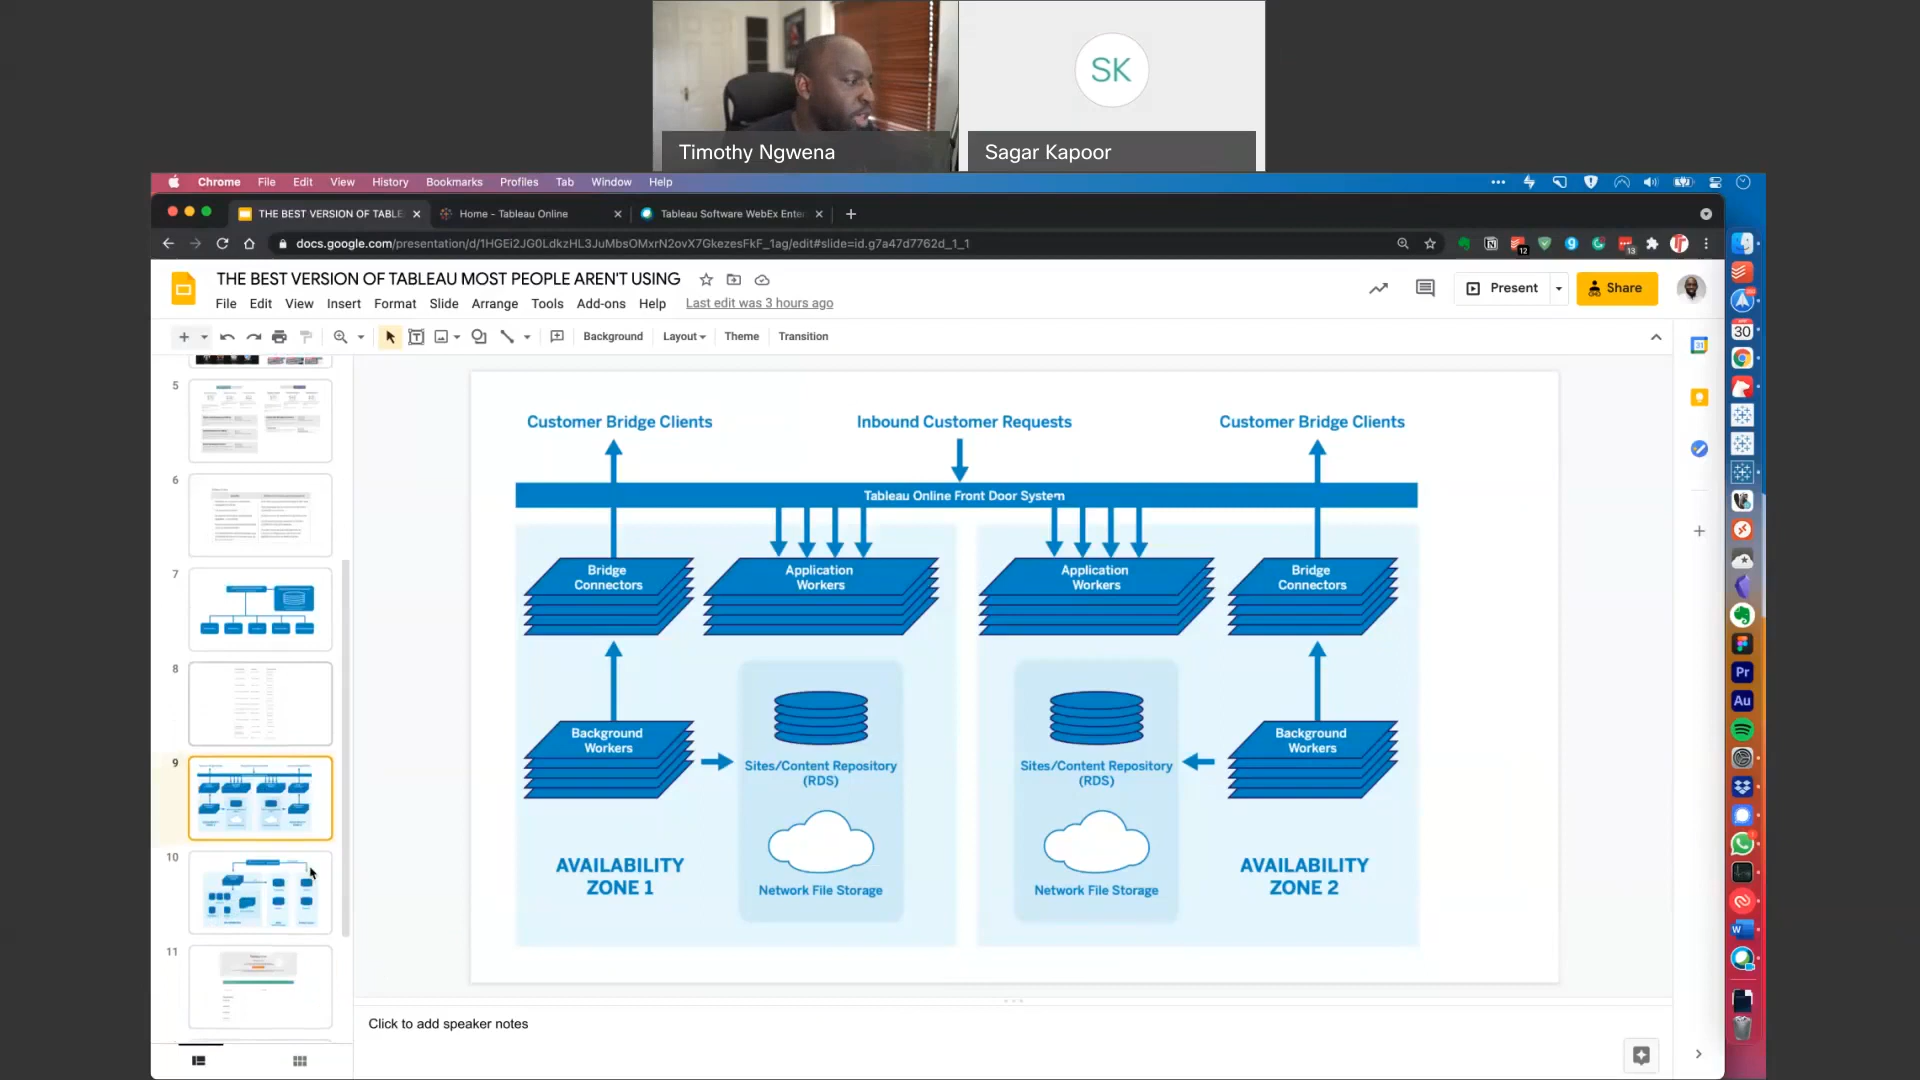 SK
Timothy Ngwena
Sagar Kapoor
Chrome File Edit View History Bookmarks Profiles Tab Window Help
THE BEST VERSION OF TABLE
Home - Tableau Online
Tableau Software WebEx Ente
docs.google.com/presentation/d/1HGEi2JG0LdkzHL3JuMbsOMxrN2ovX7GkezesFkF_1ag/edit#slide=id.g7a47d7762d_1_1
12
13
THE BEST VERSION OF TABLEAU MOST PEOPLE AREN'T USING
Present
Share
File Edit View Insert Format Slide Arrange Tools Add-ons Help Last edit was 3 hours ago
Background Layout Theme Transition
31
30
5
6
7
8
9
10
11
Customer Bridge Clients
Inbound Customer Requests
Customer Bridge Clients
Tableau Online Front Door System
Bridge
Connectors
Application
Workers
Application
Workers
Bridge
Connectors
Background
Workers
Sites/Content Repository
(RDS)
Sites/Content Repository
(RDS)
Background
Workers
AVAILABILITY
ZONE 1
Network File Storage
Network File Storage
AVAILABILITY
ZONE 2
Click to add speaker notes
Pr
Au
W